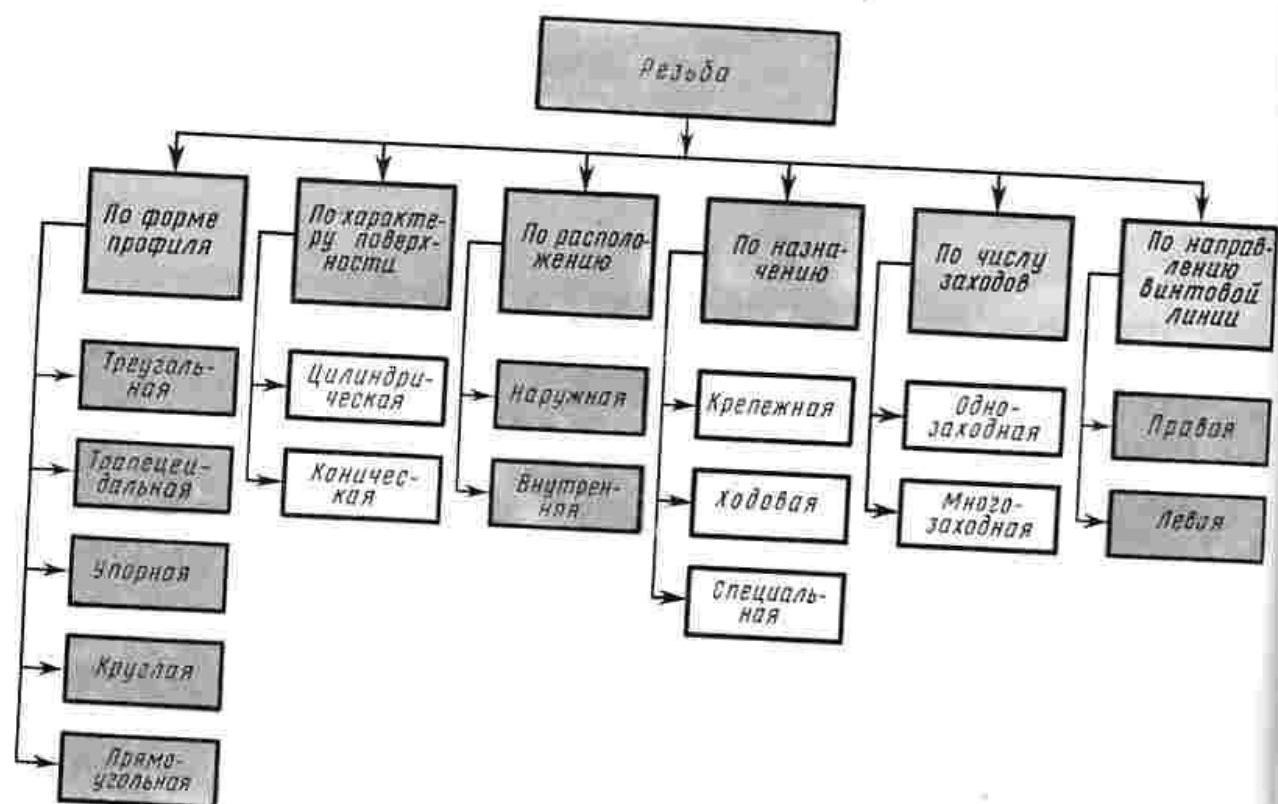 Резьба
По форме
профиля
По характе-
ру поверх-
ности
По располо-
жению
По назна-
чению
По числу
заходов
По направ-
лению
винтовой
линии
Треуголь-
ная
Трапецеи-
дальная
Упорная
Круглая
Прямо-
угольная
Цилиндри-
ческая
Коничес-
кая
Наружная
Внутрен-
няя
Крепежная
Ходовая
Специаль-
ная
Одно-
заходная
Много-
заходная
Правая
Левая